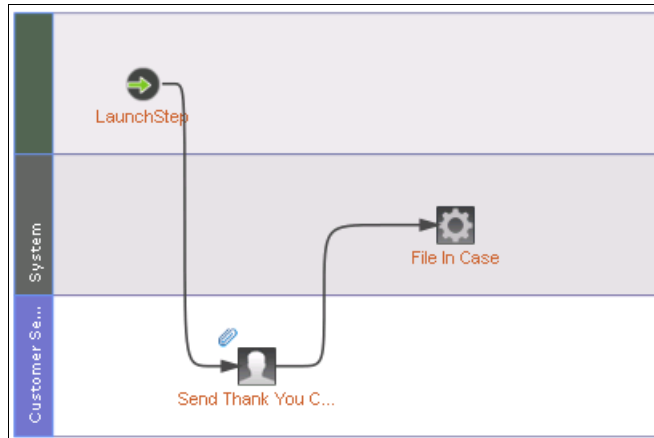 LaunchStep
System
File In Case
Customer Se...
Send Thank You C...